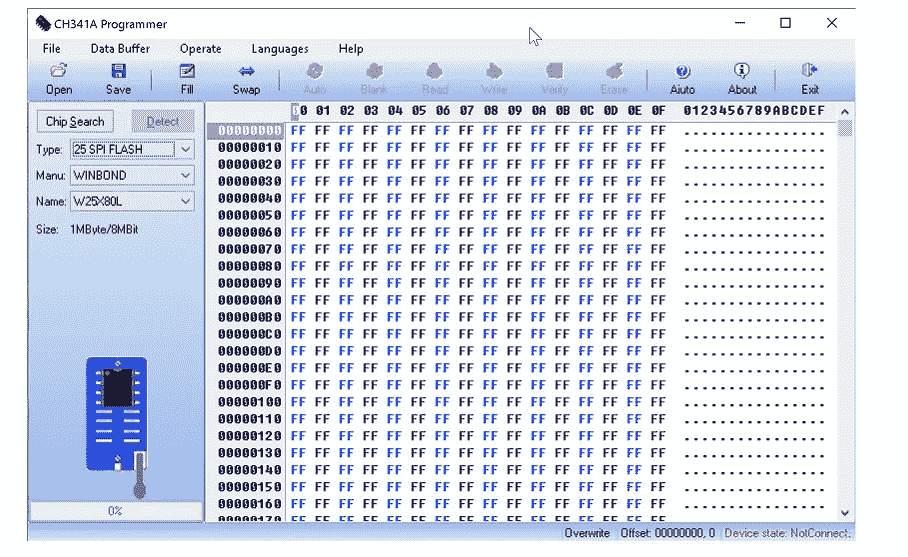 CH341A Programmer
File Data Buffer Operate Languages Help
Open Save Fill Swap Auto Blank Read Write Verify Erase Aiuto About Exit
Chip Search Detect
Type: 25 SPI FLASH
Manu: WINBOND
Name: W25X80L
Size: 1MByte/8MBit
0%
0 01 02 03 04 05 06 07 08 09 0A 0B 0C 0D 0E 0F 0123456789ABCDEF
00000000 FF FF FF FF FF FF FF FF FF FF FF FF FF FF FF FF ................
00000010 FF FF FF FF FF FF FF FF FF FF FF FF FF FF FF FF ................
00000020 FF FF FF FF FF FF FF FF FF FF FF FF FF FF FF FF ................
00000030 FF FF FF FF FF FF FF FF FF FF FF FF FF FF FF FF ................
00000040 FF FF FF FF FF FF FF FF FF FF FF FF FF FF FF FF ................
00000050 FF FF FF FF FF FF FF FF FF FF FF FF FF FF FF FF ................
00000060 FF FF FF FF FF FF FF FF FF FF FF FF FF FF FF FF ................
00000070 FF FF FF FF FF FF FF FF FF FF FF FF FF FF FF FF ................
00000080 FF FF FF FF FF FF FF FF FF FF FF FF FF FF FF FF ................
00000090 FF FF FF FF FF FF FF FF FF FF FF FF FF FF FF FF ................
000000A0 FF FF FF FF FF FF FF FF FF FF FF FF FF FF FF FF ................
000000B0 FF FF FF FF FF FF FF FF FF FF FF FF FF FF FF FF ................
000000C0 FF FF FF FF FF FF FF FF FF FF FF FF FF FF FF FF ................
000000D0 FF FF FF FF FF FF FF FF FF FF FF FF FF FF FF FF ................
000000E0 FF FF FF FF FF FF FF FF FF FF FF FF FF FF FF FF ................
000000F0 FF FF FF FF FF FF FF FF FF FF FF FF FF FF FF FF ................
00000100 FF FF FF FF FF FF FF FF FF FF FF FF FF FF FF FF ................
00000110 FF FF FF FF FF FF FF FF FF FF FF FF FF FF FF FF ................
00000120 FF FF FF FF FF FF FF FF FF FF FF FF FF FF FF FF ................
00000130 FF FF FF FF FF FF FF FF FF FF FF FF FF FF FF FF ................
00000140 FF FF FF FF FF FF FF FF FF FF FF FF FF FF FF FF ................
00000150 FF FF FF FF FF FF FF FF FF FF FF FF FF FF FF FF ................
00000160 FF FF FF FF FF FF FF FF FF FF FF FF FF FF FF FF ................
Overwrite Offset: 00000000, 0 Device state: NotConnect.